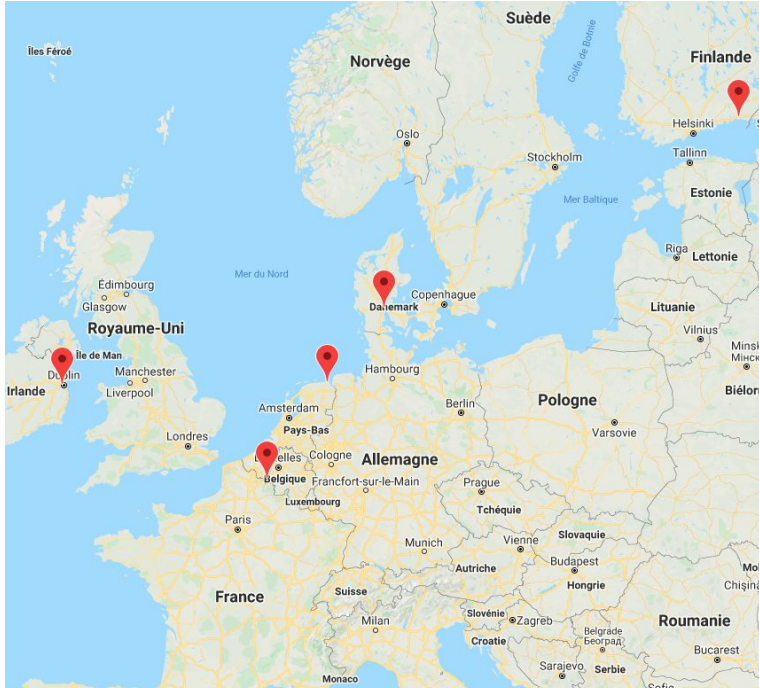 Suède
Îles Féroé
Golfe de Botnie
Norvège
Finlande
Oslo
Helsinki
Stockholm
Tallinn
Estonie
Mer Baltique
Riga
Lettonie
Mer du Nord
Édimbourg
Glasgow
Danemark
Copenhague
Lituanie
Royaume-Uni
Vilnius
Minsk
Мінск
Île de Man
Dublin
Manchester
Irlande
Liverpool
Hambourg
Biélor
Pologne
Amsterdam
Berlin
Pays-Bas
Varsovie
Londres
Cologne
Allemagne
Belgique
Francfort-sur-le-Main
Prague
Luxembourg
Tchéquie
Paris
Slovaquie
Munich
Vienne
Budapest
Autriche
Mol
Hongrie
Chișină
Suisse
France
Slovénie
Zagreb
Roumanie
Milan
Croatie
Belgrade
Београд
Bucarest
Sarajevo
Serbie
Monaco
Sofia